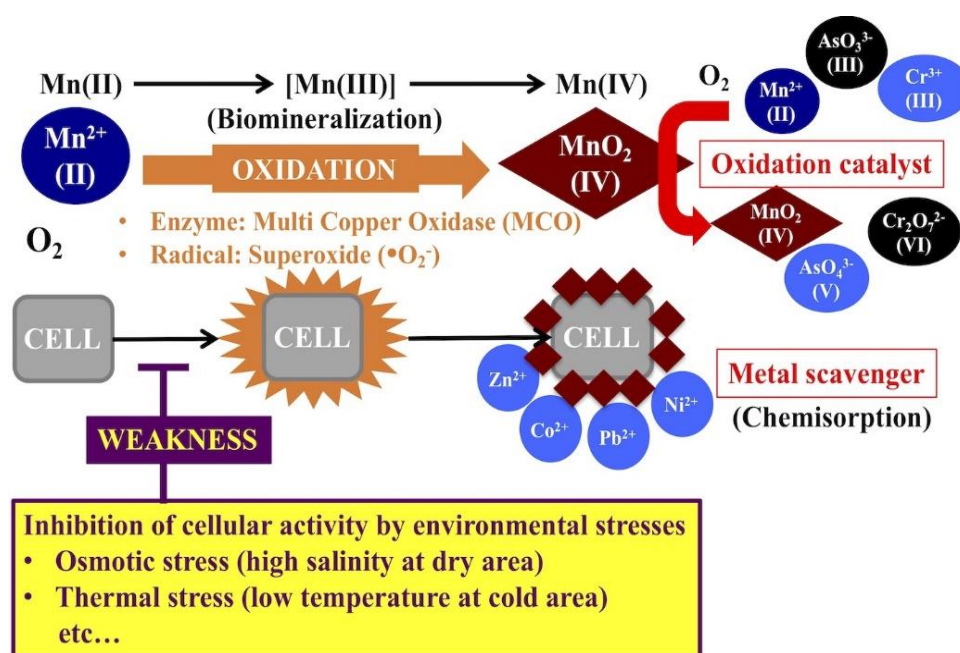 Mn(II)
[Mn(III)]
Mn(IV)
(Biomineralization)
Mn²⁺
(II)
OXIDATION
MnO₂
(IV)
• Enzyme: Multi Copper Oxidase (MCO)
• Radical: Superoxide (•O₂⁻)
O₂
O₂
AsO₃³⁻
(III)
Mn²⁺
(II)
Cr³⁺
(III)
Oxidation catalyst
MnO₂
(IV)
Cr₂O₇²⁻
(VI)
AsO₄³⁻
(V)
CELL
CELL
CELL
Zn²⁺
Co²⁺
Pb²⁺
Ni²⁺
Metal scavenger
(Chemisorption)
WEAKNESS
Inhibition of cellular activity by environmental stresses
• Osmotic stress (high salinity at dry area)
• Thermal stress (low temperature at cold area)
etc…